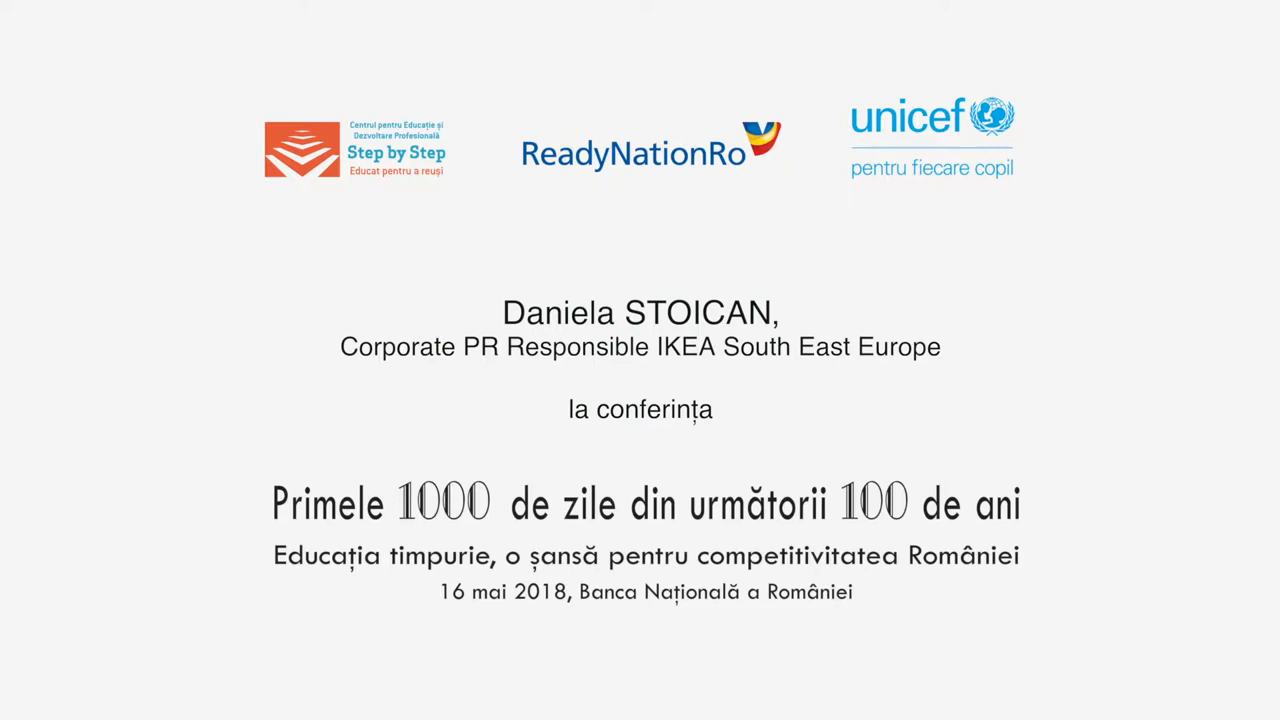 Centrul pentru Educație și
Dezvoltare Profesională
Step by Step
Educat pentru a reuși
ReadyNationRo
unicef
pentru fiecare copil
Daniela STOICAN,
Corporate PR Responsible IKEA South East Europe
la conferința
Primele 1000 de zile din următorii 100 de ani
Educația timpurie, o șansă pentru competitivitatea României
16 mai 2018, Banca Națională a României